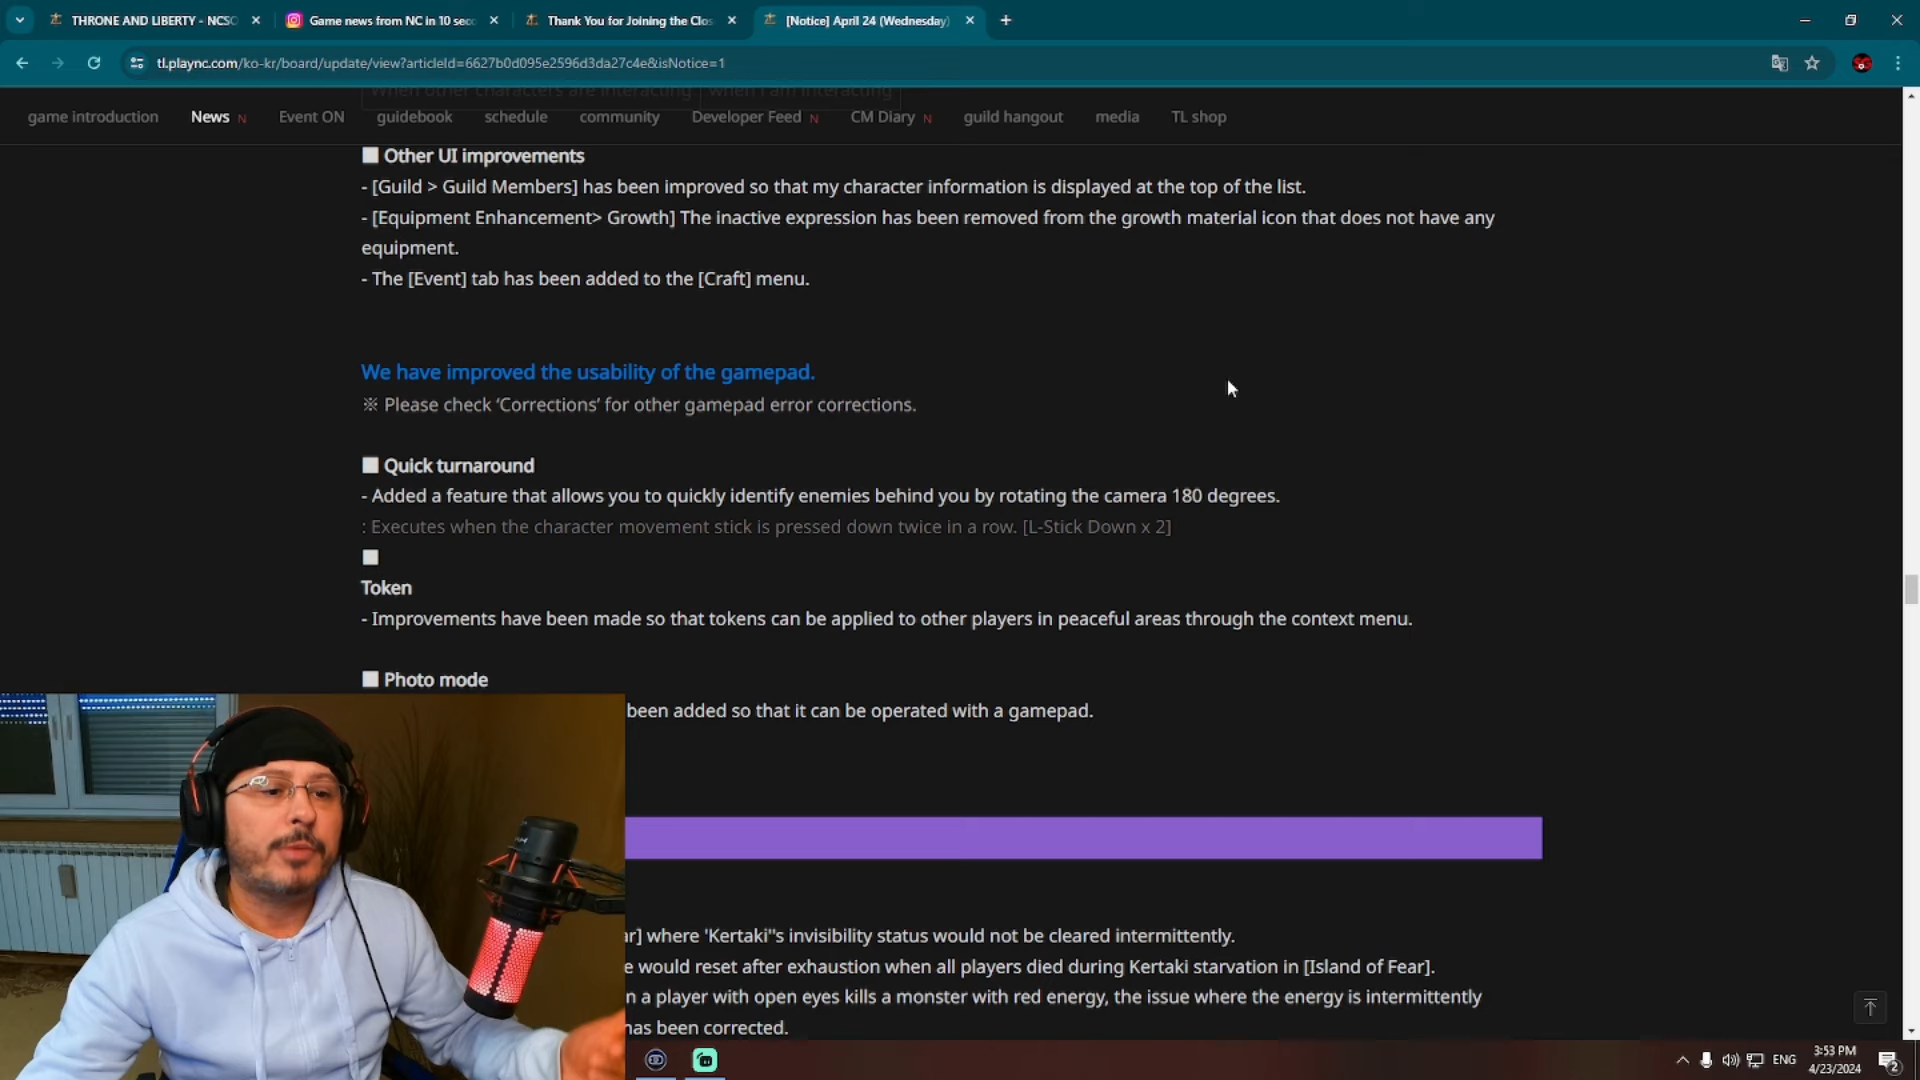 THRONE AND LIBERTY - NCSO
Game news from NC in 10 seco
Thank You for Joining the Clos
[Notice] April 24 (Wednesday)
tl.plaync.com/ko-kr/board/update/view?articleId=6627b0d095e2596d3da27c4e&isNotice=1
When other characters are interacting when I am interacting
game introduction News N Event ON guidebook schedule community Developer Feed N CM Diary N guild hangout media TL shop
Other UI improvements
- [Guild > Guild Members] has been improved so that my character information is displayed at the top of the list.
- [Equipment Enhancement> Growth] The inactive expression has been removed from the growth material icon that does not have any
equipment.
- The [Event] tab has been added to the [Craft] menu.
We have improved the usability of the gamepad.
※ Please check ‘Corrections’ for other gamepad error corrections.
Quick turnaround
- Added a feature that allows you to quickly identify enemies behind you by rotating the camera 180 degrees.
: Executes when the character movement stick is pressed down twice in a row. [L-Stick Down x 2]
Token
- Improvements have been made so that tokens can be applied to other players in peaceful areas through the context menu.
Photo mode
been added so that it can be operated with a gamepad.
ar] where 'Kertaki''s invisibility status would not be cleared intermittently.
e would reset after exhaustion when all players died during Kertaki starvation in [Island of Fear].
n a player with open eyes kills a monster with red energy, the issue where the energy is intermittently
has been corrected.
ENG
3:53 PM
4/23/2024
2